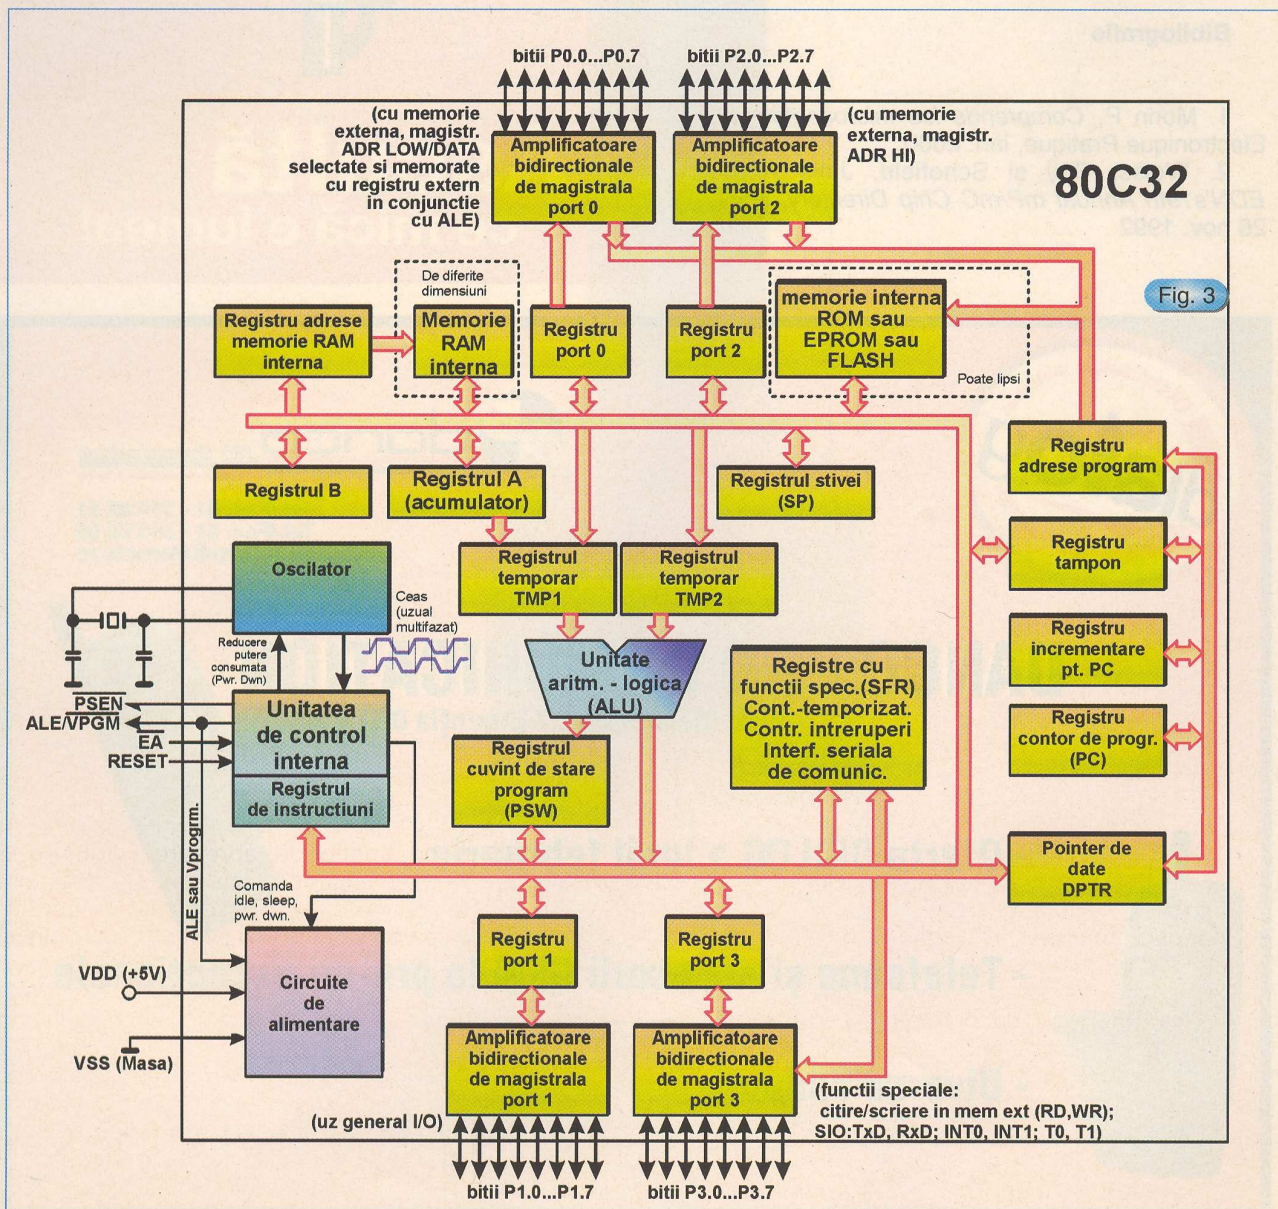 Bibliografie
bitii P0.0...P0.7
bitii P2.0...P2.7
(cu memorie
externa, magistr.
ADR LOW/DATA
selectate si memorate
cu registru extern
in conjunctie
cu ALE)
Amplificatoare
bidirectionale
de magistrala
port 0
Amplificatoare
bidirectionale
de magistrala
port 2
(cu memorie
externa, magistr.
ADR HI)
80C32
Fig. 3
Registru adrese
memorie RAM
interna
De diferite
dimensiuni
Memorie
RAM
interna
Registru
port 0
Registru
port 2
memorie interna
ROM sau
EPROM sau
FLASH
Poate lipsi
Registrul B
Registrul A
(acumulator)
Registrul stivei
(SP)
Registru
adrese program
Oscilator
Ceas
(uzual
multifazat)
Registrul
temporar
TMP1
Registrul
temporar
TMP2
Registru
tampon
Reducere
putere
consumata
(Pwr. Dwn)
Unitate
aritm. - logica
(ALU)
Registre cu
functii spec.(SFR)
Cont.-temporizat.
Contr. intreruperi
Interf. seriala
de comunic.
Registru
incrementare
pt. PC
PSEN
ALE/VPGM
EA
RESET
Unitatea
de control
interna
Registrul
de instructiuni
Registrul
cuvint de stare
program
(PSW)
Registru
contor de progr.
(PC)
ALE sau Vprogrm.
Comanda
idle, sleep,
pwr. dwn.
Pointer de
date
DPTR
Registru
port 1
Registru
port 3
VDD (+5V)
VSS (Masa)
Circuite
de
alimentare
Amplificatoare
bidirectionale
de magistrala
port 1
Amplificatoare
bidirectionale
de magistrala
port 3
(uz general I/O)
(functii speciale:
citire/scriere in mem ext (RD,WR);
SIO:TxD, RxD; INT0, INT1; T0, T1)
bitii P1.0...P1.7
bitii P3.0...P3.7